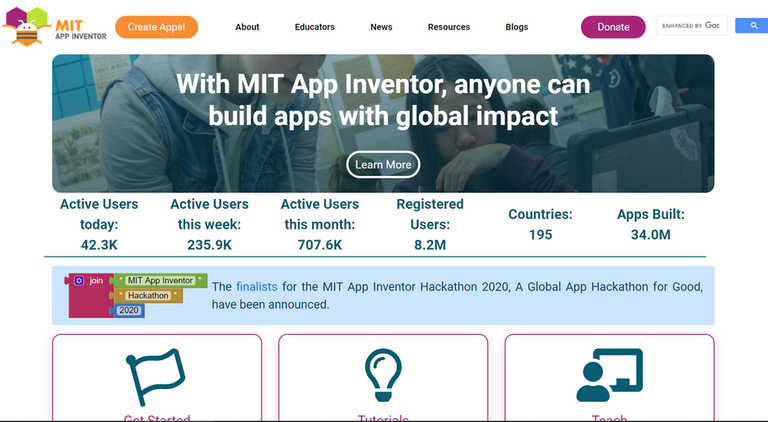 MIT
APP INVENTOR
Create Apps!
About
Educators
News
Resources
Blogs
Donate
ENHANCED BY Goo
With MIT App Inventor, anyone can
build apps with global impact
Learn More
Active Users
today:
42.3K
Active Users
this week:
235.9K
Active Users
this month:
707.6K
Registered
Users:
8.2M
Countries:
195
Apps Built:
34.0M
join
" MIT App Inventor "
" Hackathon "
2020
The finalists for the MIT App Inventor Hackathon 2020, A Global App Hackathon for Good,
have been announced.
Get Started
Tutorials
Teach